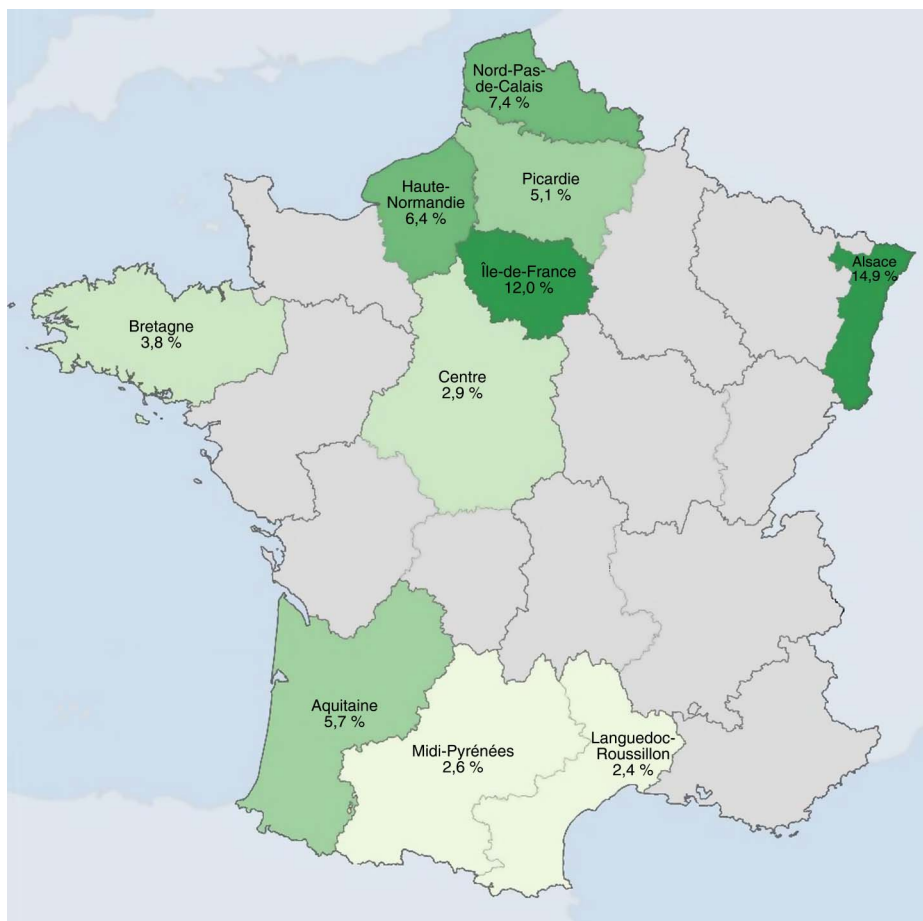 Nord-Pas-
de-Calais
7,4 %
Picardie
5,1 %
Haute-
Normandie
6,4 %
Île-de-France
12,0 %
Alsace
14,9 %
Bretagne
3,8 %
Centre
2,9 %
Aquitaine
5,7 %
Midi-Pyrénées
2,6 %
Languedoc-
Roussillon
2,4 %